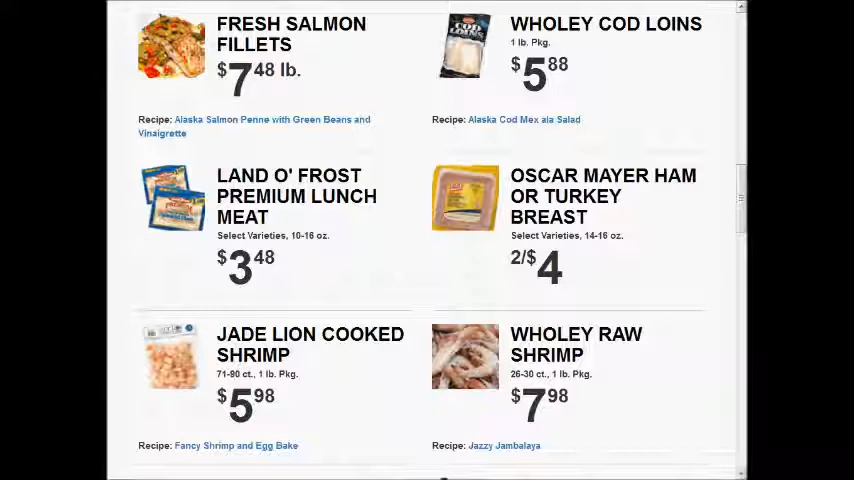 FRESH SALMON
FILLETS
$7 48 lb.
Recipe: Alaska Salmon Penne with Green Beans and
Vinaigrette
WHOLEY COD LOINS
1 lb. Pkg.
$5 88
Recipe: Alaska Cod Mex ala Salad
LAND O' FROST
PREMIUM LUNCH
MEAT
Select Varieties, 10-16 oz.
$3 48
OSCAR MAYER HAM
OR TURKEY
BREAST
Select Varieties, 14-16 oz.
2/$4
JADE LION COOKED
SHRIMP
71-90 ct., 1 lb. Pkg.
$5 98
Recipe: Fancy Shrimp and Egg Bake
WHOLEY RAW
SHRIMP
26-30 ct., 1 lb. Pkg.
$7 98
Recipe: Jazzy Jambalaya
COD
LOINS